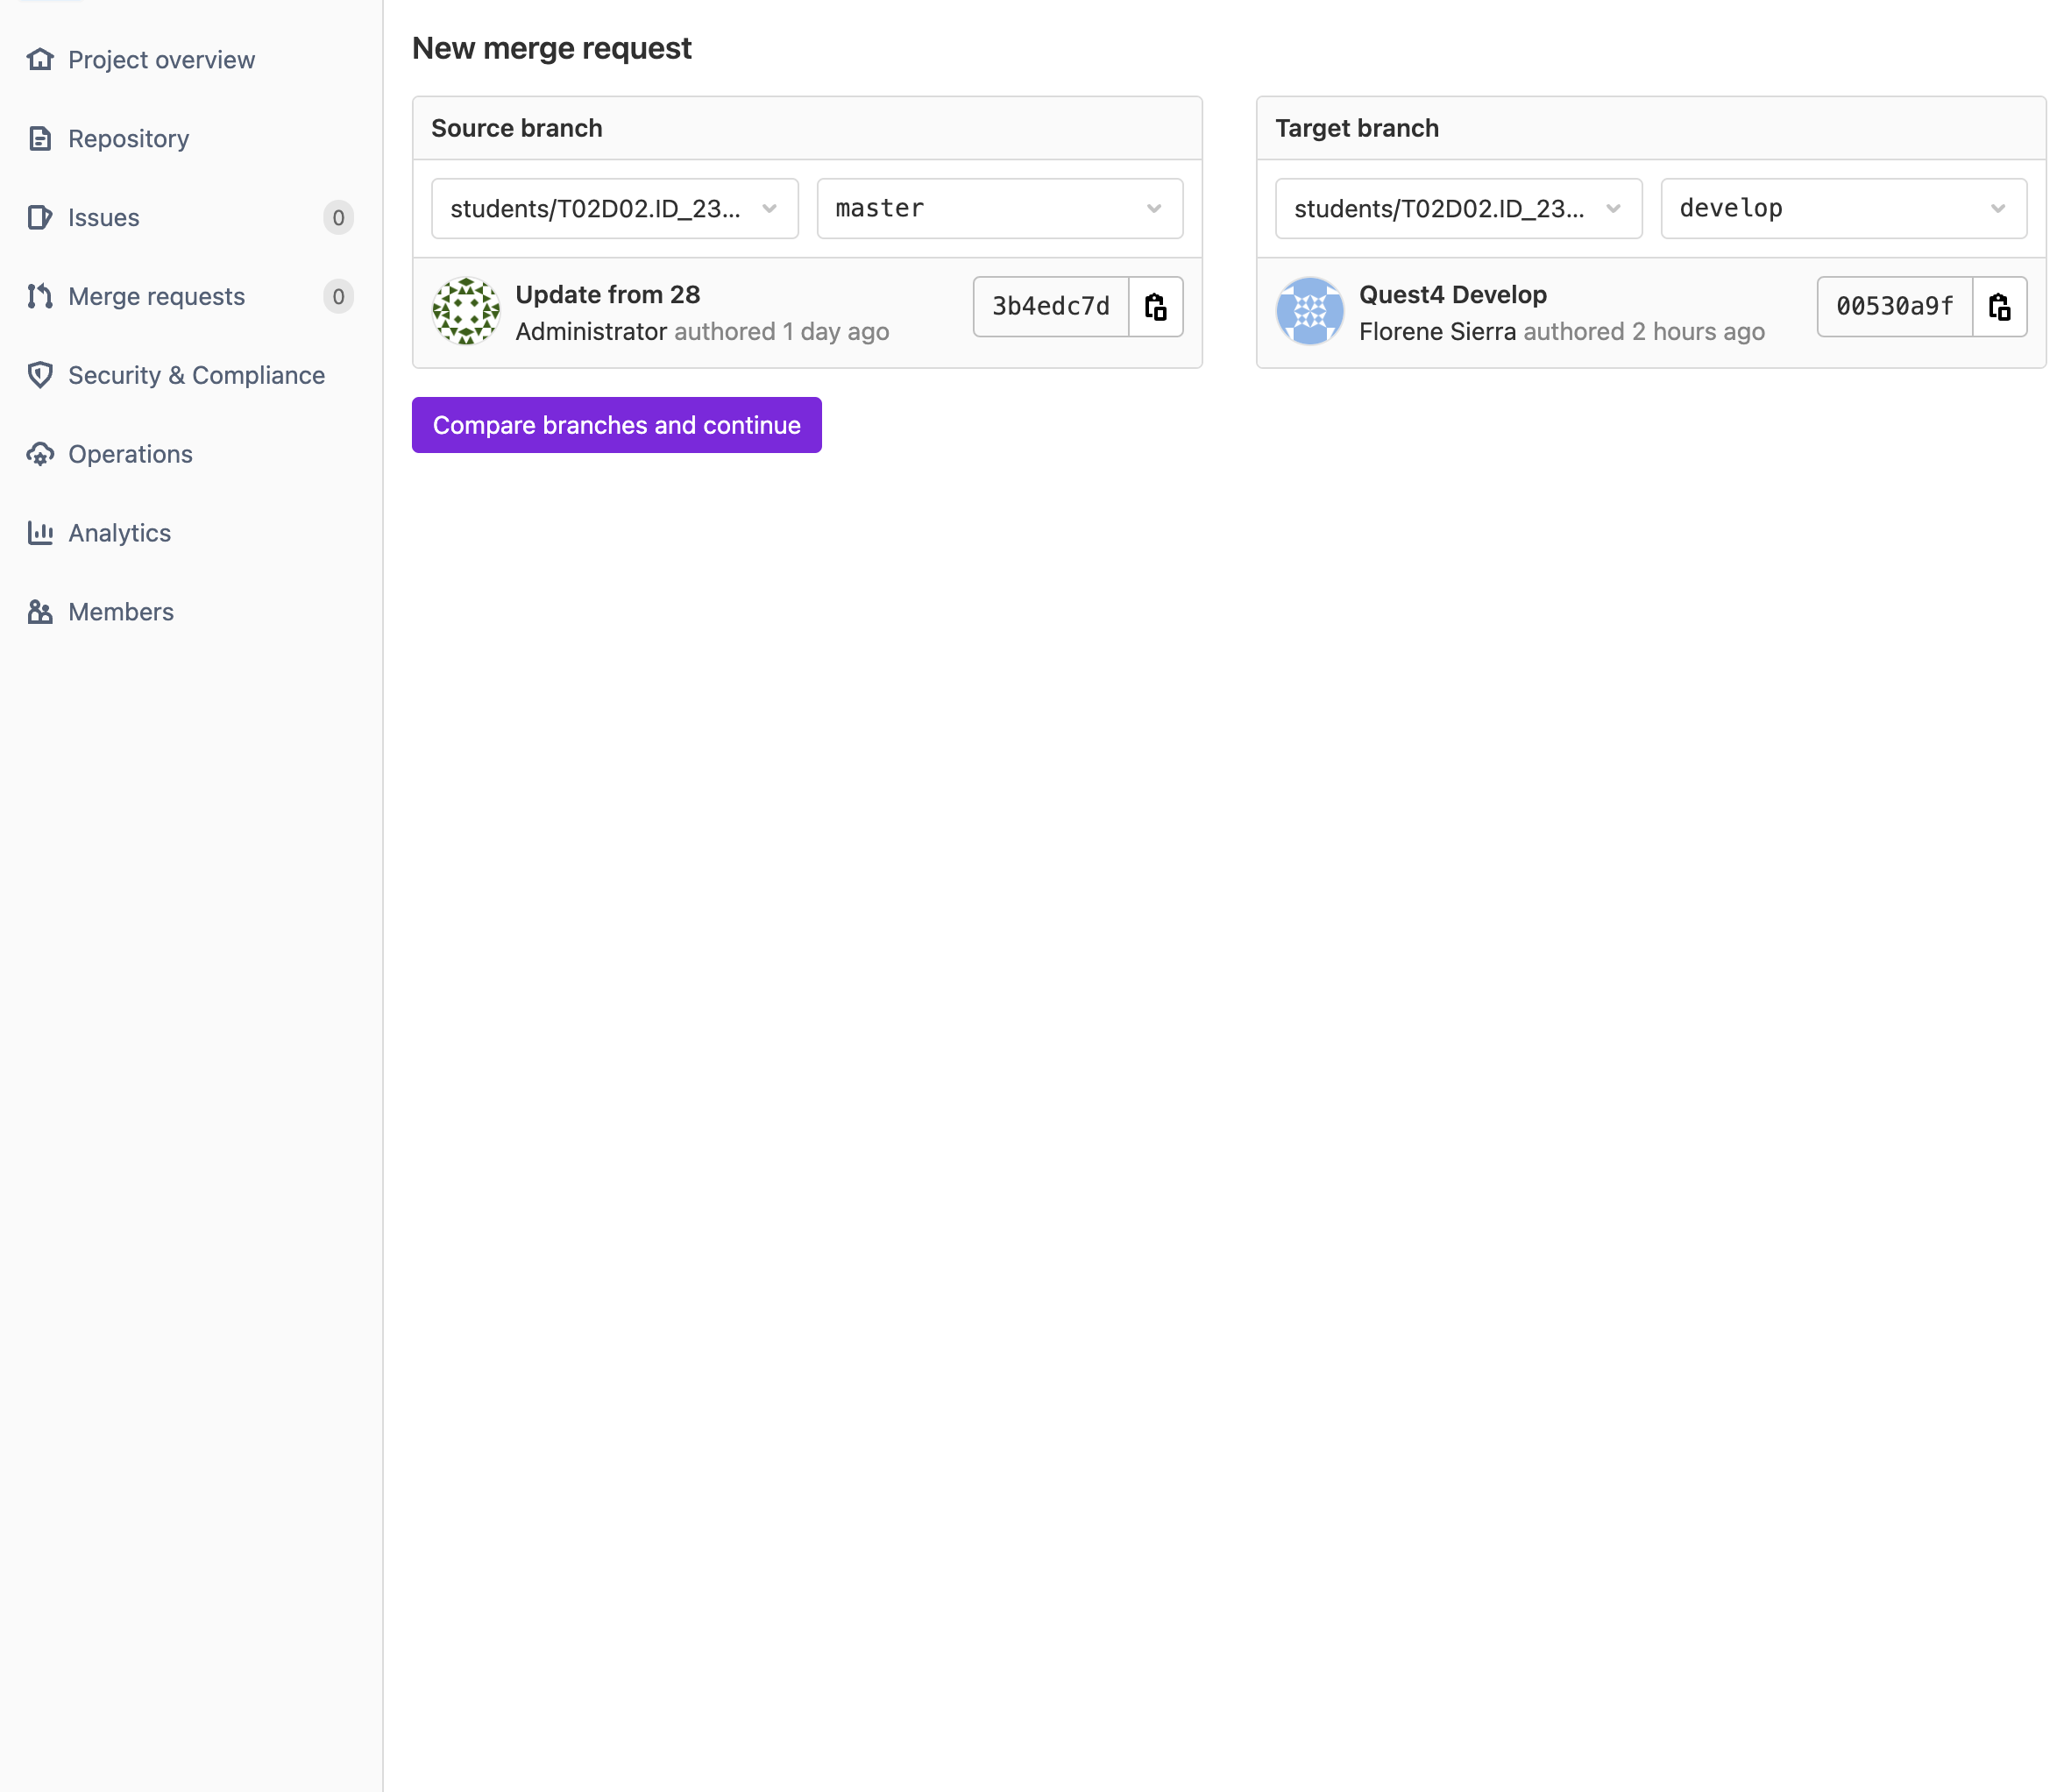 Project overview
Repository
Issues 0
Merge requests 0
Security & Compliance
Operations
Analytics
Members
New merge request
Source branch
students/T02D02.ID_23... master
Update from 28
Administrator authored 1 day ago
3b4edc7d
Target branch
students/T02D02.ID_23... develop
Quest4 Develop
Florene Sierra authored 2 hours ago
00530a9f
Compare branches and continue